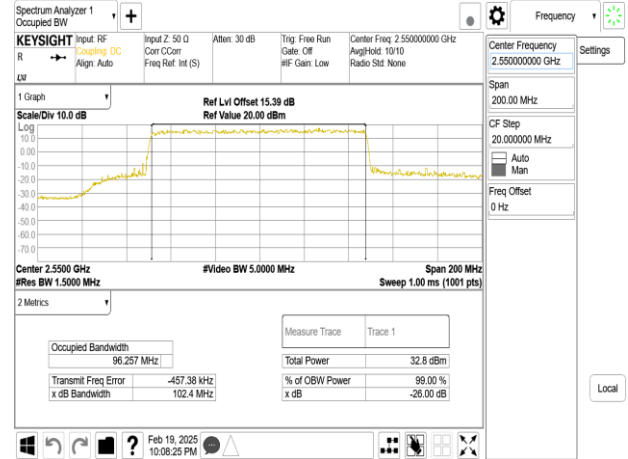 Spectrum Analyzer 1
Occupied BW
Frequency
KEYSIGHT
R
LXI
Input: RF
Coupling: DC
Align: Auto
Input Z: 50 Ω
Corr CCorr
Freq Ref: Int (S)
Atten: 30 dB
Trig: Free Run
Gate: Off
#IF Gain: Low
Center Freq: 2.550000000 GHz
Avg|Hold: 10/10
Radio Std: None
Center Frequency
2.550000000 GHz
Settings
Span
200.00 MHz
CF Step
20.000000 MHz
Auto
Man
Freq Offset
0 Hz
Local
1 Graph
Scale/Div 10.0 dB
Ref Lvl Offset 15.39 dB
Ref Value 20.00 dBm
Log
10.0
0.00
-10.0
-20.0
-30.0
-40.0
-50.0
-60.0
-70.0
Center 2.5500 GHz
#Video BW 5.0000 MHz
Span 200 MHz
#Res BW 1.5000 MHz
Sweep 1.00 ms (1001 pts)
2 Metrics
Measure Trace
Trace 1
Occupied Bandwidth
96.257 MHz
Total Power
32.8 dBm
Transmit Freq Error
-457.38 kHz
% of OBW Power
99.00 %
x dB Bandwidth
102.4 MHz
x dB
-26.00 dB
?
Feb 19, 2025
10:08:25 PM